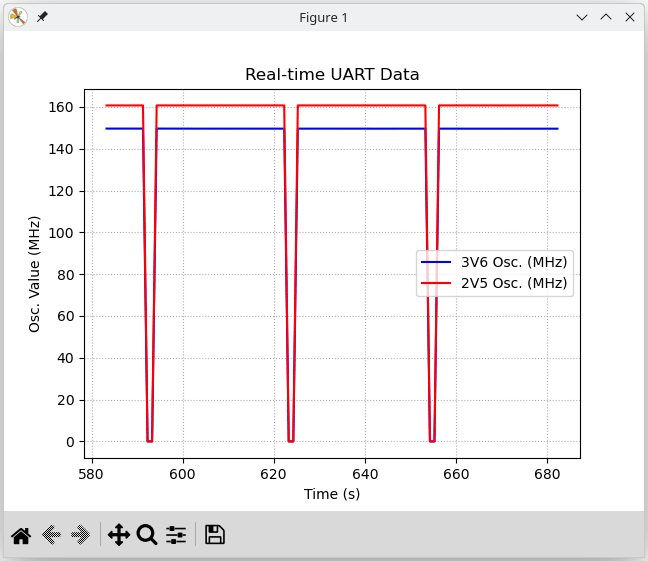 Figure 1
Real-time UART Data
160
140
120
100
80
60
40
20
0
Osc. Value (MHz)
3V6 Osc. (MHz)
2V5 Osc. (MHz)
580 600 620 640 660 680
Time (s)